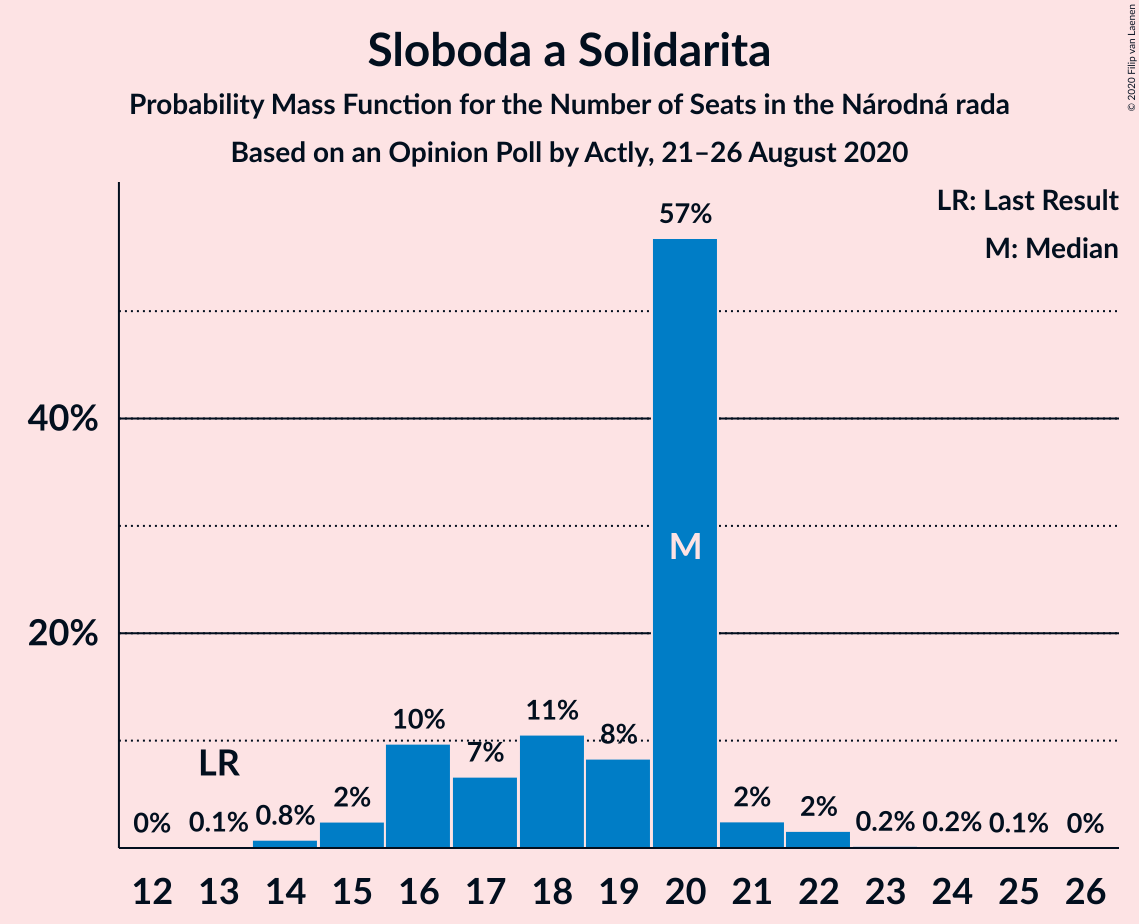 © 2020 Filip van Laenen
Sloboda a Solidarita
Probability Mass Function for the Number of Seats in the Národná rada
Based on an Opinion Poll by Actly, 21–26 August 2020
LR: Last Result
M: Median
57%
40%
M
20%
11%
10%
8%
7%
LR
2%
2%
2%
0%
0.1%
0.8%
0.2%
0.2%
0.1%
0%
12 13 14 15 16 17 18 19 20 21 22 23 24 25 26